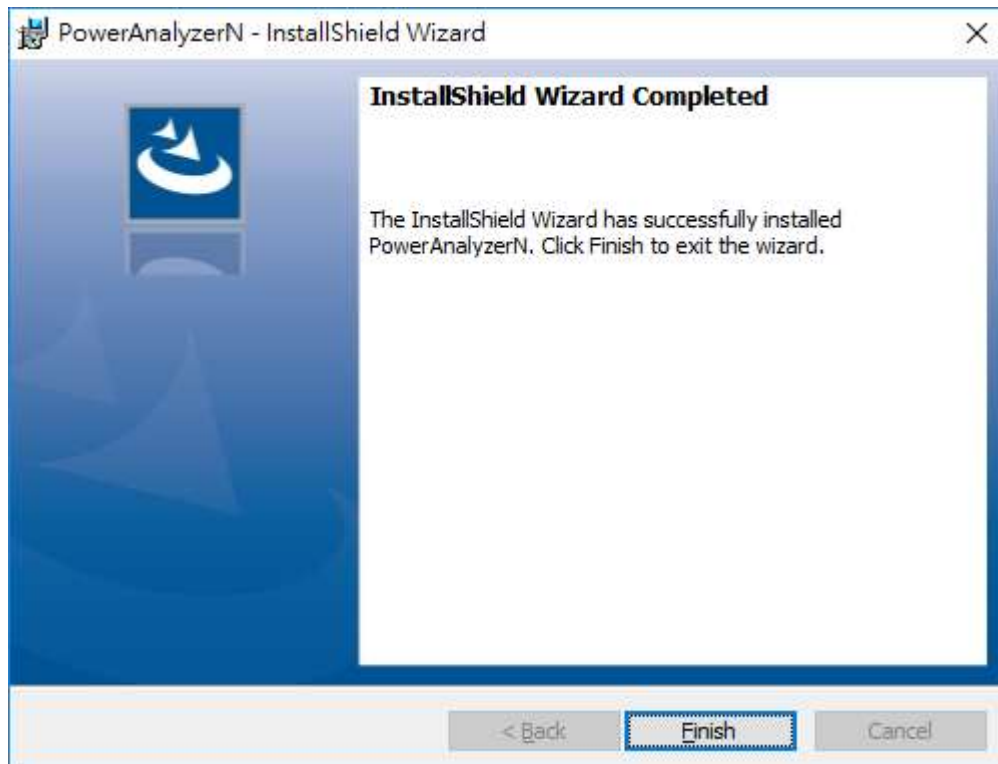 PowerAnalyzerN - InstallShield Wizard
InstallShield Wizard Completed
The InstallShield Wizard has successfully installed
PowerAnalyzerN. Click Finish to exit the wizard.
< Back
Finish
Cancel